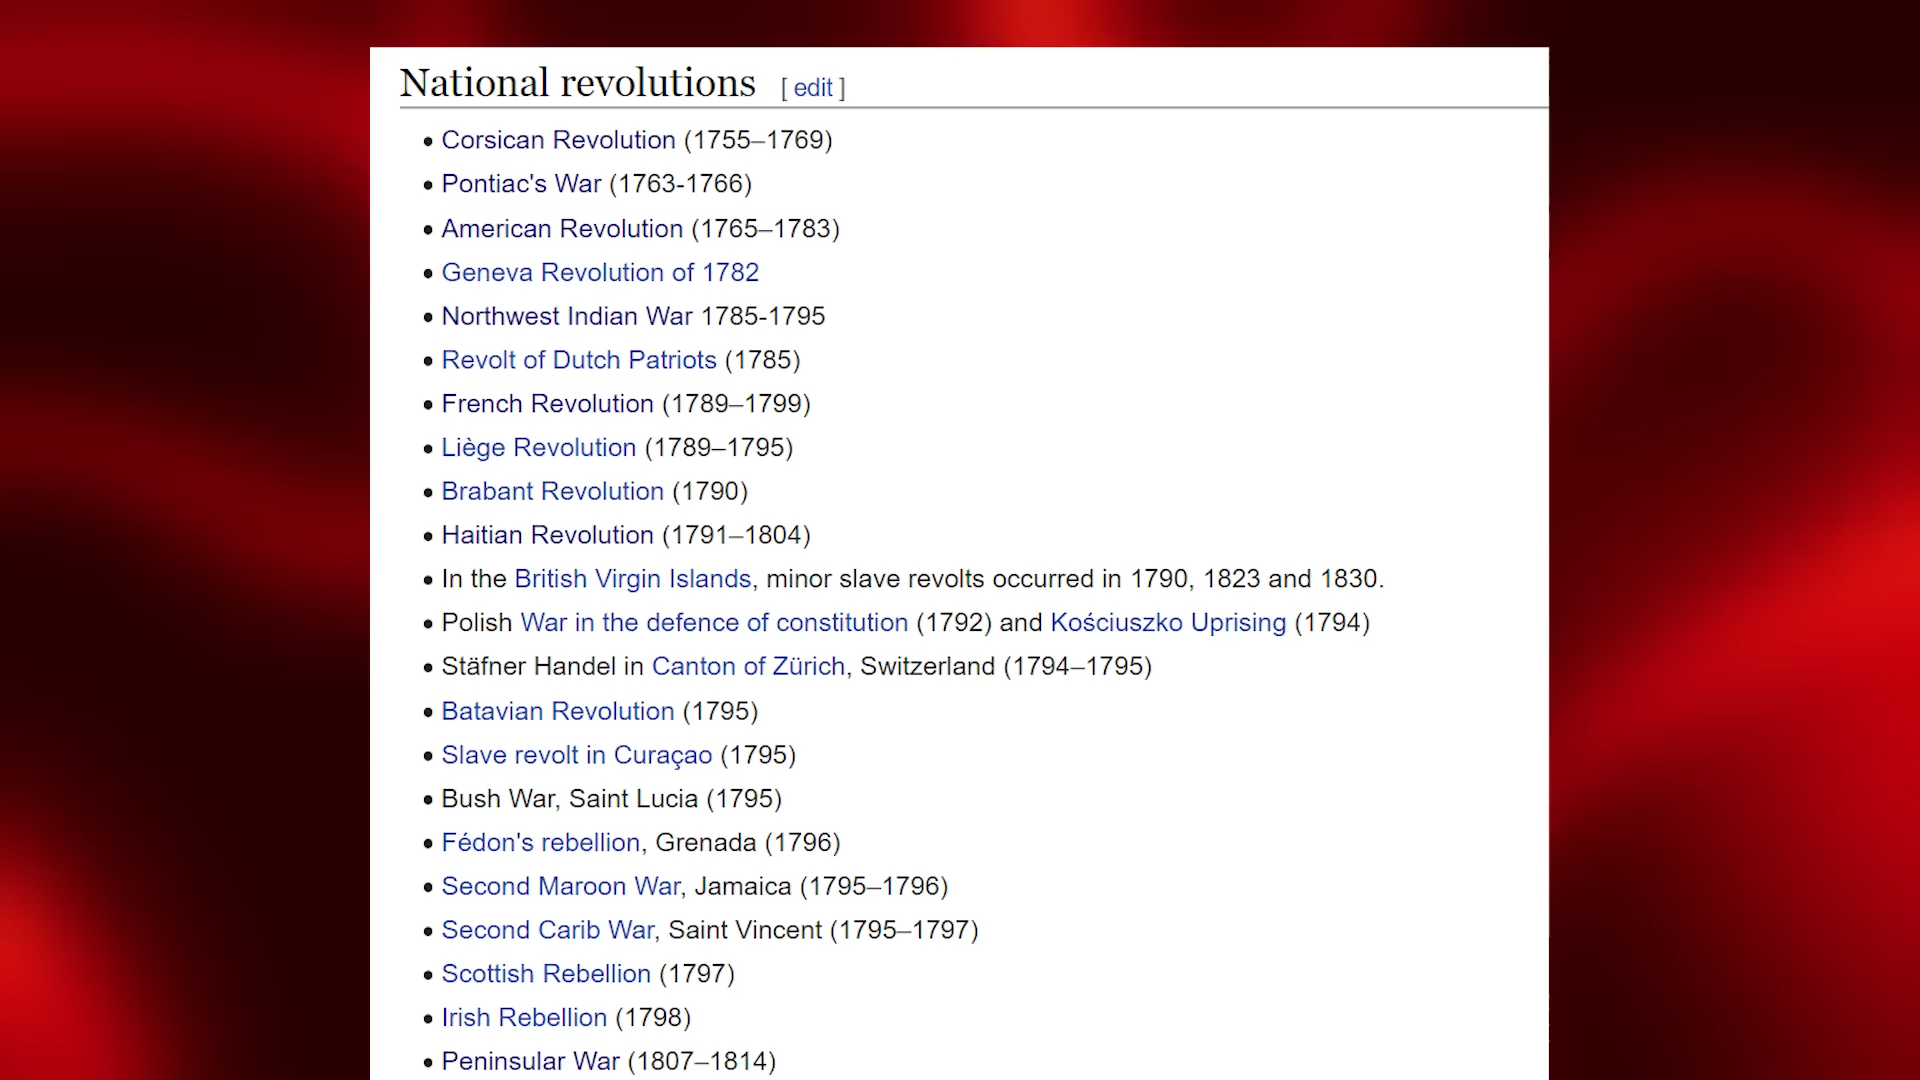 National revolutions [ edit ]
Corsican Revolution (1755–1769)
Pontiac's War (1763-1766)
American Revolution (1765–1783)
Geneva Revolution of 1782
Northwest Indian War 1785-1795
Revolt of Dutch Patriots (1785)
French Revolution (1789–1799)
Liège Revolution (1789–1795)
Brabant Revolution (1790)
Haitian Revolution (1791–1804)
In the British Virgin Islands, minor slave revolts occurred in 1790, 1823 and 1830.
Polish War in the defence of constitution (1792) and Kościuszko Uprising (1794)
Stäfner Handel in Canton of Zürich, Switzerland (1794–1795)
Batavian Revolution (1795)
Slave revolt in Curaçao (1795)
Bush War, Saint Lucia (1795)
Fédon's rebellion, Grenada (1796)
Second Maroon War, Jamaica (1795–1796)
Second Carib War, Saint Vincent (1795–1797)
Scottish Rebellion (1797)
Irish Rebellion (1798)
Peninsular War (1807–1814)